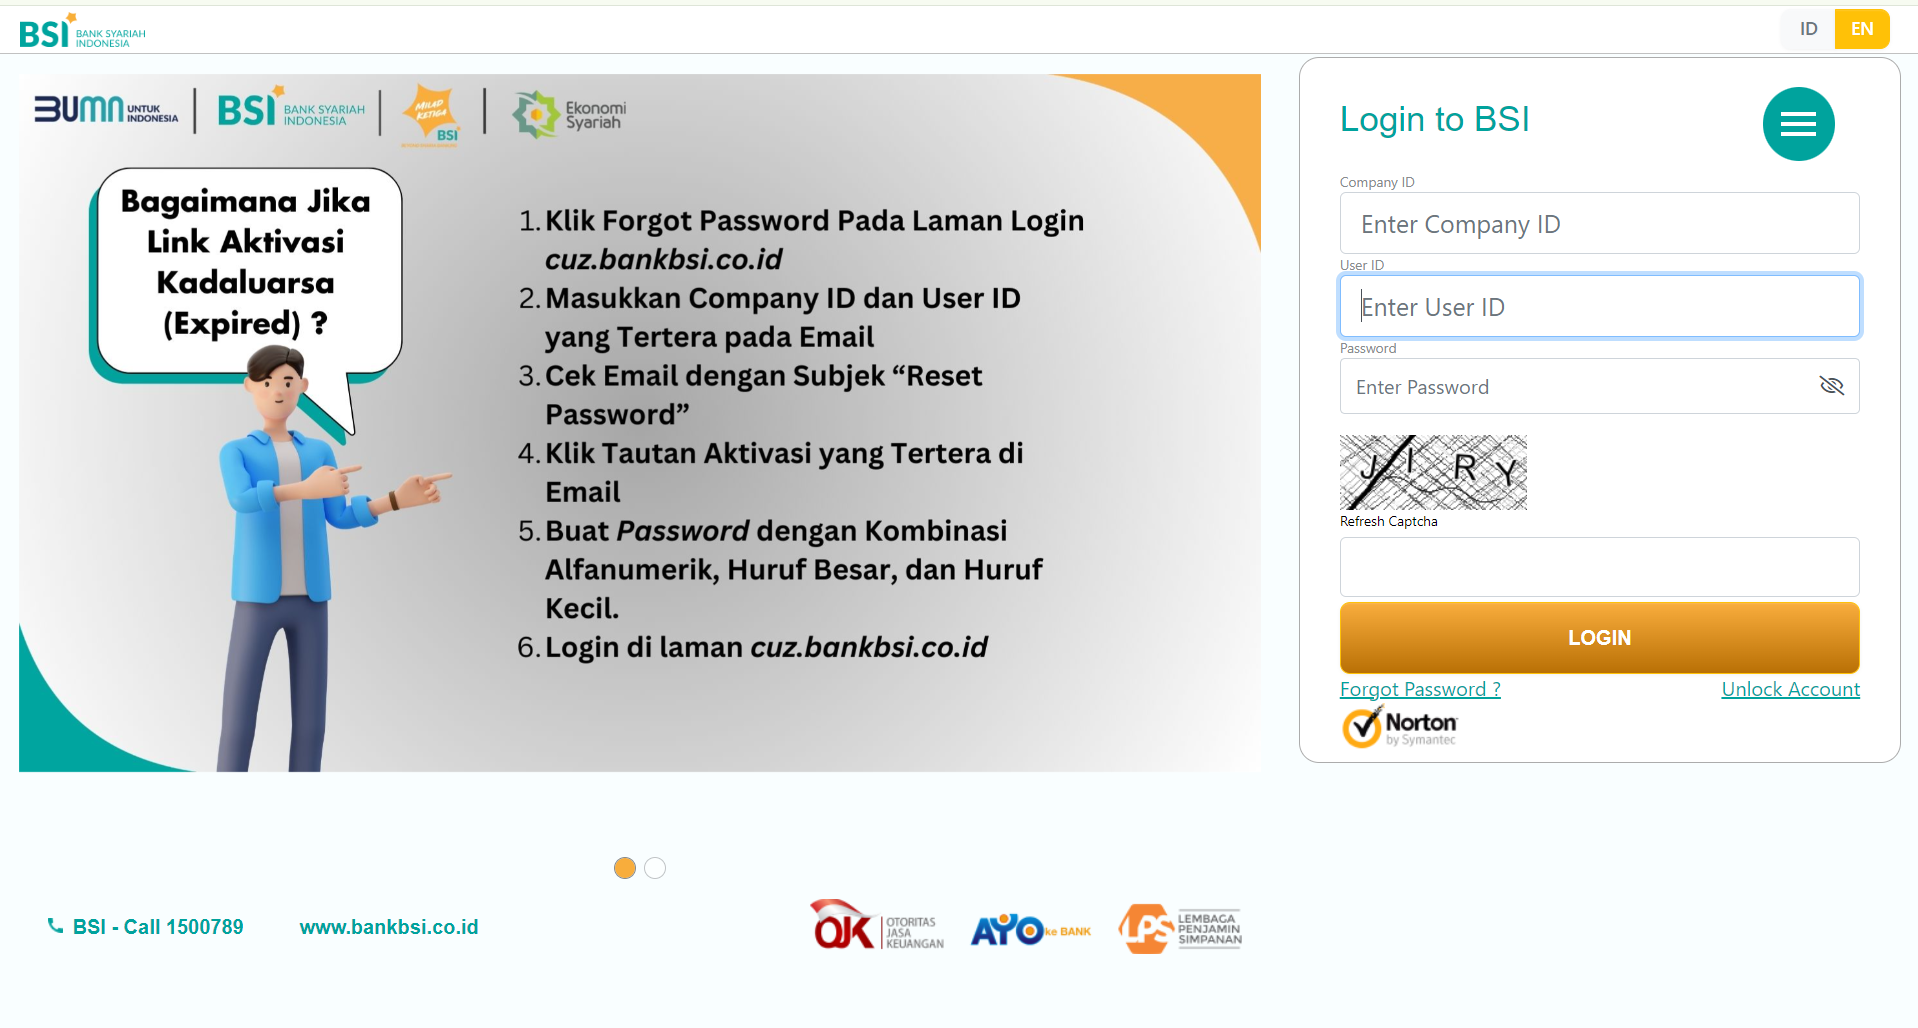 BSI BANK SYARIAH
INDONESIA
ID EN
BUMN UNTUK
INDONESIA
BSI BANK SYARIAH
INDONESIA
MILAD
KETIGA
BSI
Ekonomi
Syariah
Bagaimana Jika
Link Aktivasi
Kadaluarsa
(Expired) ?
1. Klik Forgot Password Pada Laman Login
cuz.bankbsi.co.id
2. Masukkan Company ID dan User ID
yang Tertera pada Email
3. Cek Email dengan Subjek “Reset
Password”
4. Klik Tautan Aktivasi yang Tertera di
Email
5. Buat Password dengan Kombinasi
Alfanumerik, Huruf Besar, dan Huruf
Kecil.
6. Login di laman cuz.bankbsi.co.id
Login to BSI
Company ID
Enter Company ID
User ID
Enter User ID
Password
Enter Password
J I R Y
Refresh Captcha
LOGIN
Forgot Password ? Unlock Account
Norton
by Symantec
BSI - Call 1500789 www.bankbsi.co.id
OJK OTORITAS
JASA
KEUANGAN
AYO ke BANK
LPS LEMBAGA
PENJAMIN
SIMPANAN